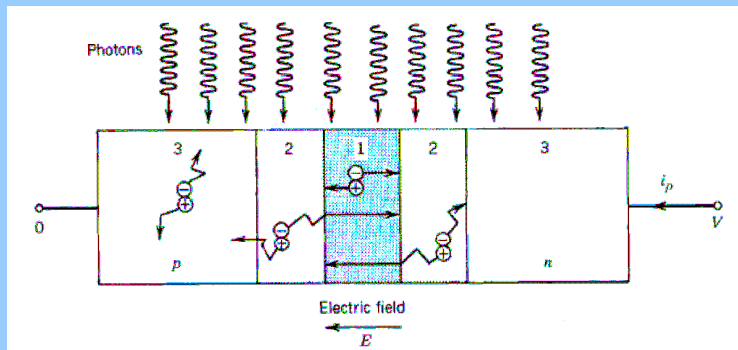 Photons
3 2 1 2 3
−
+
−
+
−
+
−
+
i_p
0 V
p n
Electric field
E